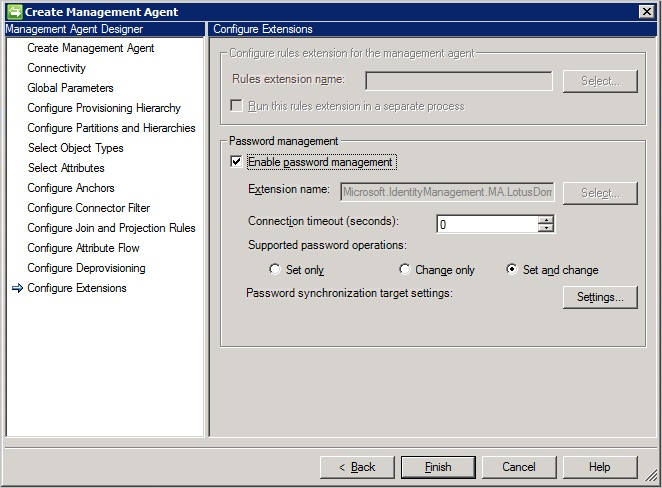 Create Management Agent
Management Agent Designer
Configure Extensions
Create Management Agent
Connectivity
Global Parameters
Configure Provisioning Hierarchy
Configure Partitions and Hierarchies
Select Object Types
Select Attributes
Configure Anchors
Configure Connector Filter
Configure Join and Projection Rules
Configure Attribute Flow
Configure Deprovisioning
Configure Extensions
Configure rules extension for the management agent
Rules extension name:
Select...
Run this rules extension in a separate process
Password management
Enable password management
Extension name: Microsoft.IdentityManagement.MA.LotusDom
Select...
Connection timeout (seconds): 0
Supported password operations:
Set only Change only Set and change
Password synchronization target settings: Settings...
< Back Finish Cancel Help